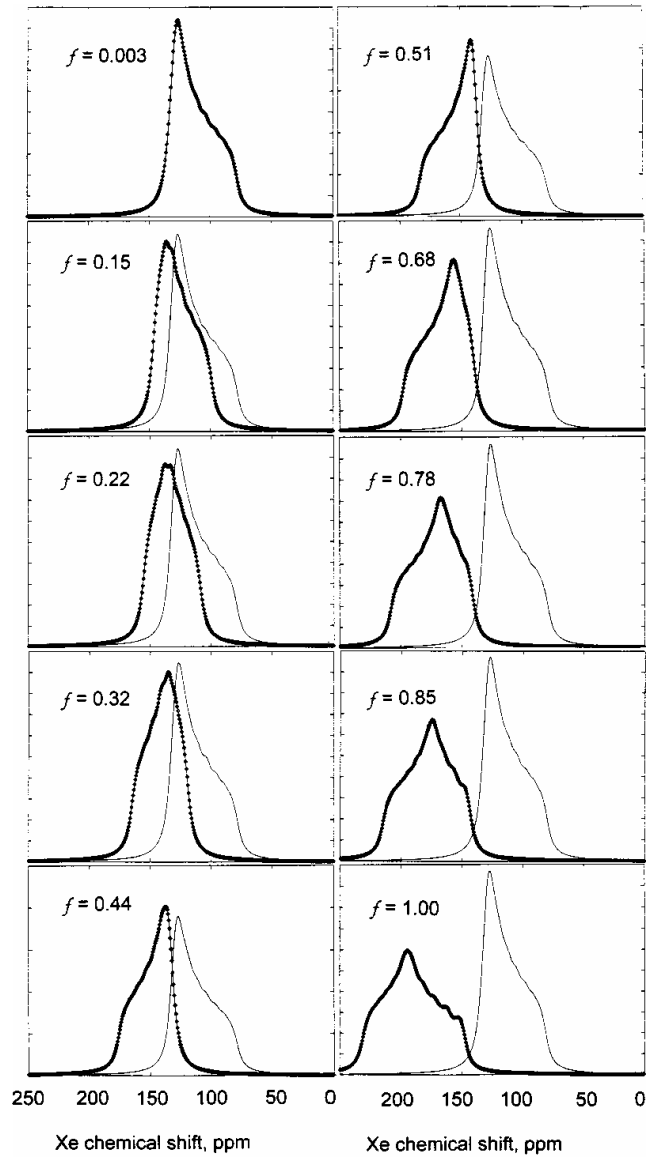 f = 0.003
f = 0.51
f = 0.15
f = 0.68
f = 0.22
f = 0.78
f = 0.32
f = 0.85
f = 0.44
f = 1.00
250 200 150 100 50 0
200 150 100 50 0
Xe chemical shift, ppm
Xe chemical shift, ppm